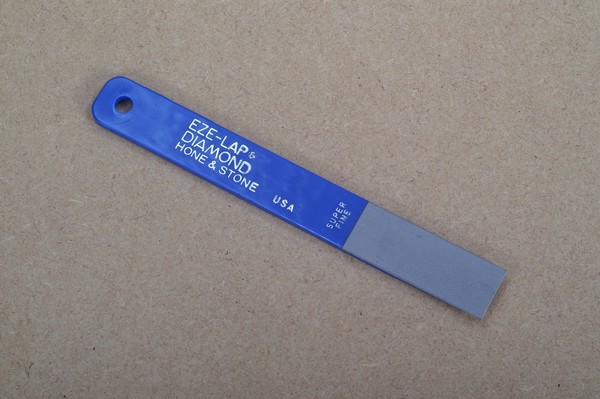 EZE-LAP®
DIAMOND
HONE & STONE
USA
SUPER
FINE